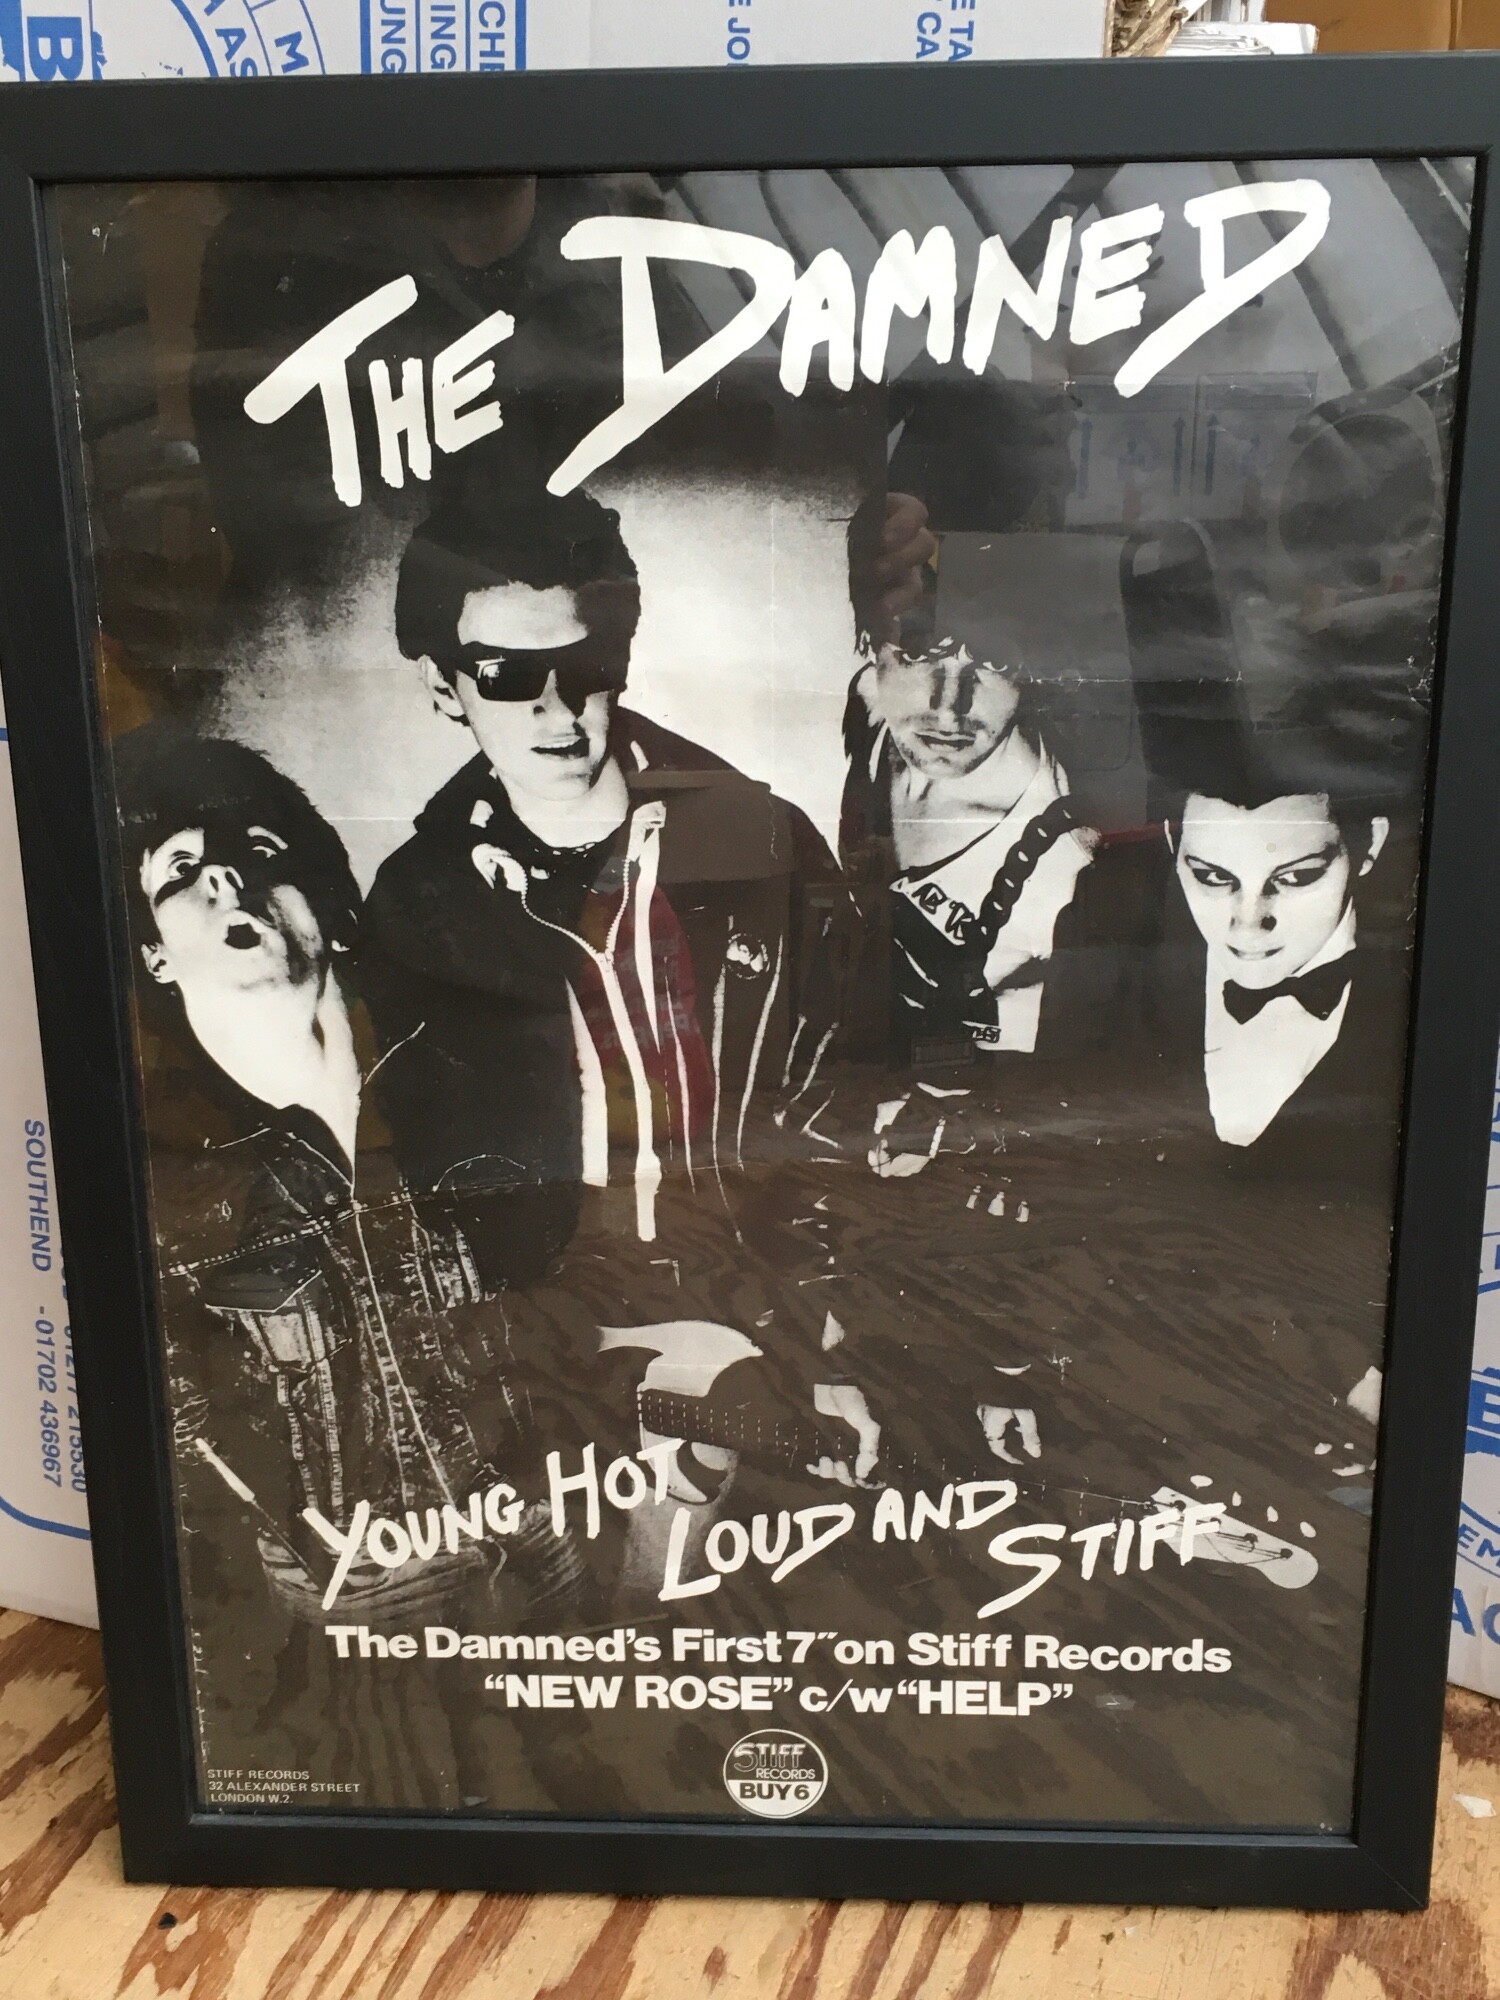 THE DAMNED
YOUNG HOT
LOUD AND
STIFF
The Damned's First 7″ on Stiff Records
"NEW ROSE" c/w "HELP"
STIFF
RECORDS
BUY 6
STIFF RECORDS
32 ALEXANDER STREET
LONDON W.2.
SOUTHEND - 01702 436967